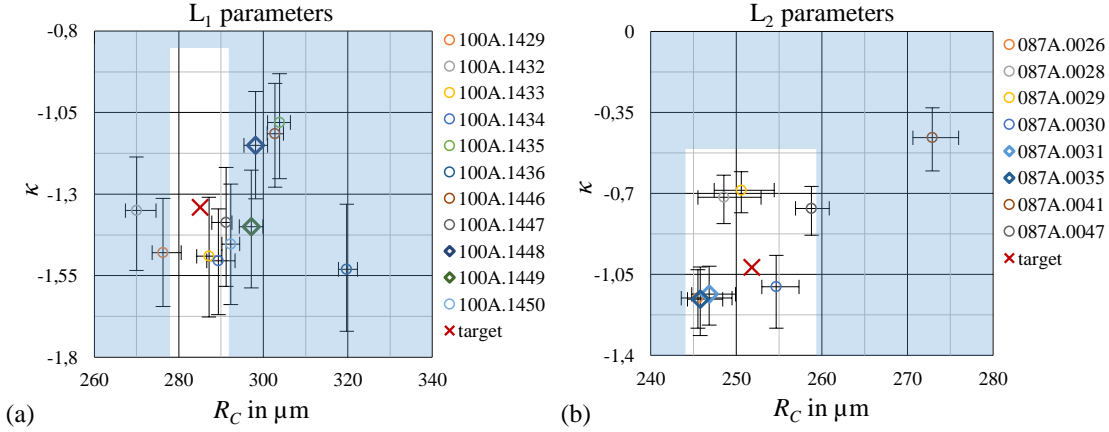 L₁ parameters
-0,8
-1,05
-1,3
-1,55
-1,8
κ
260
280
300
320
340
R_C in µm
(a)
100A.1429
100A.1432
100A.1433
100A.1434
100A.1435
100A.1436
100A.1446
100A.1447
100A.1448
100A.1449
100A.1450
target
L₂ parameters
0
-0,35
-0,7
-1,05
-1,4
κ
240
250
260
270
280
R_C in µm
(b)
087A.0026
087A.0028
087A.0029
087A.0030
087A.0031
087A.0035
087A.0041
087A.0047
target